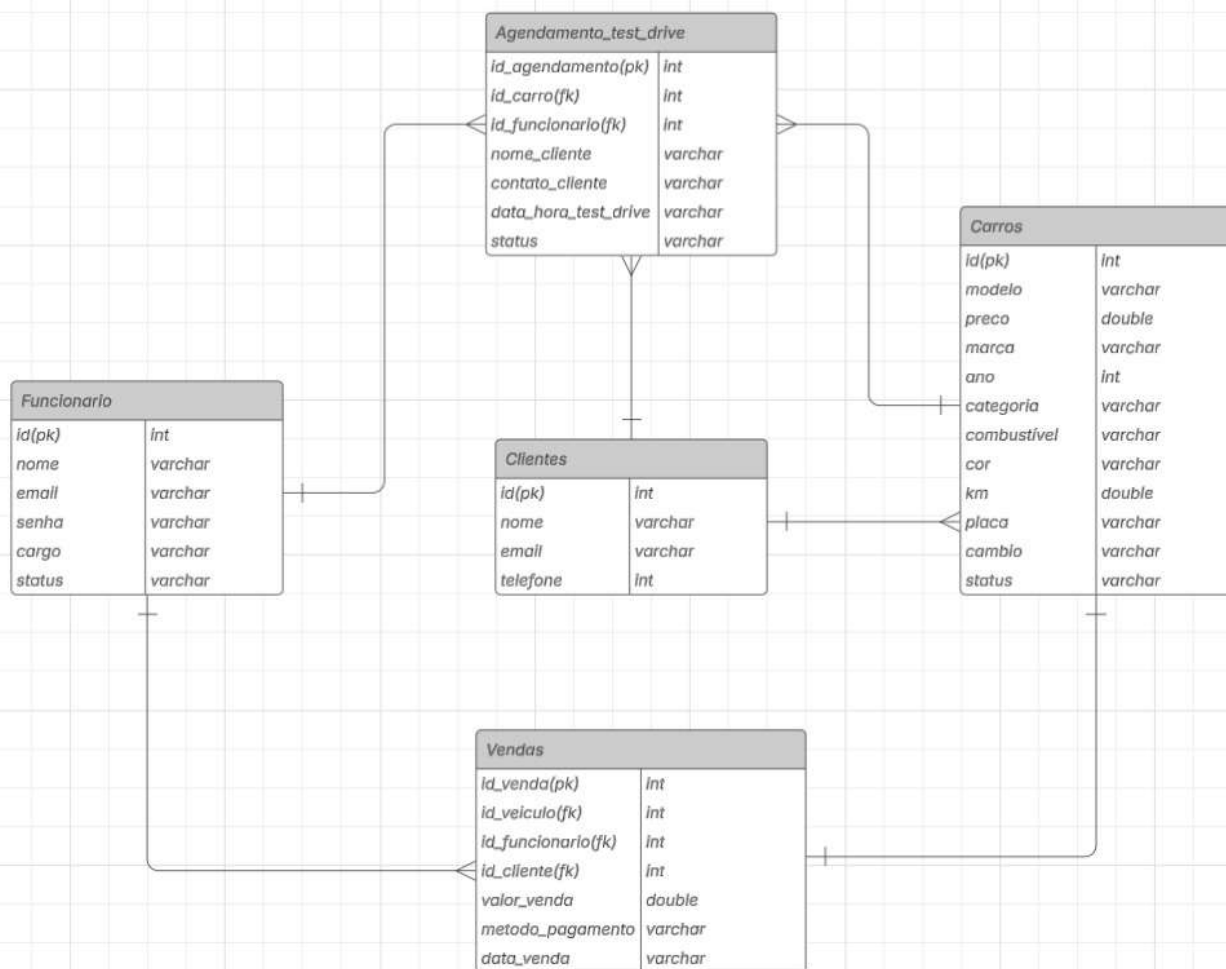 Agendamento_test_drive
id_agendamento(pk) int
id_carro(fk) int
id_funcionario(fk) int
nome_cliente varchar
contato_cliente varchar
data_hora_test_drive varchar
status varchar
Carros
id(pk) int
modelo varchar
preco double
marca varchar
ano int
categoria varchar
combustível varchar
cor varchar
km double
placa varchar
cambio varchar
status varchar
Funcionario
id(pk) int
nome varchar
email varchar
senha varchar
cargo varchar
status varchar
Clientes
id(pk) int
nome varchar
email varchar
telefone int
Vendas
id_venda(pk) int
id_veiculo(fk) int
id_funcionario(fk) int
id_cliente(fk) int
valor_venda double
metodo_pagamento varchar
data_venda varchar